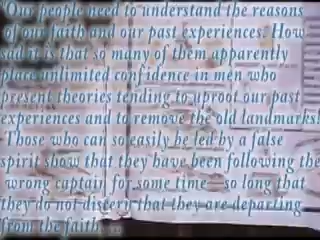 'Our people need to understand the reasons
of our faith and our past experiences. How
sad it is that so many of them apparently
place unlimited confidence in men who
present theories tending to uproot our past
experiences and to remove the old landmarks!
Those who can so easily be led by a false
spirit show that they have been following the
wrong captain for some time—so long that
they do not discern that they are departing
from the faith ...